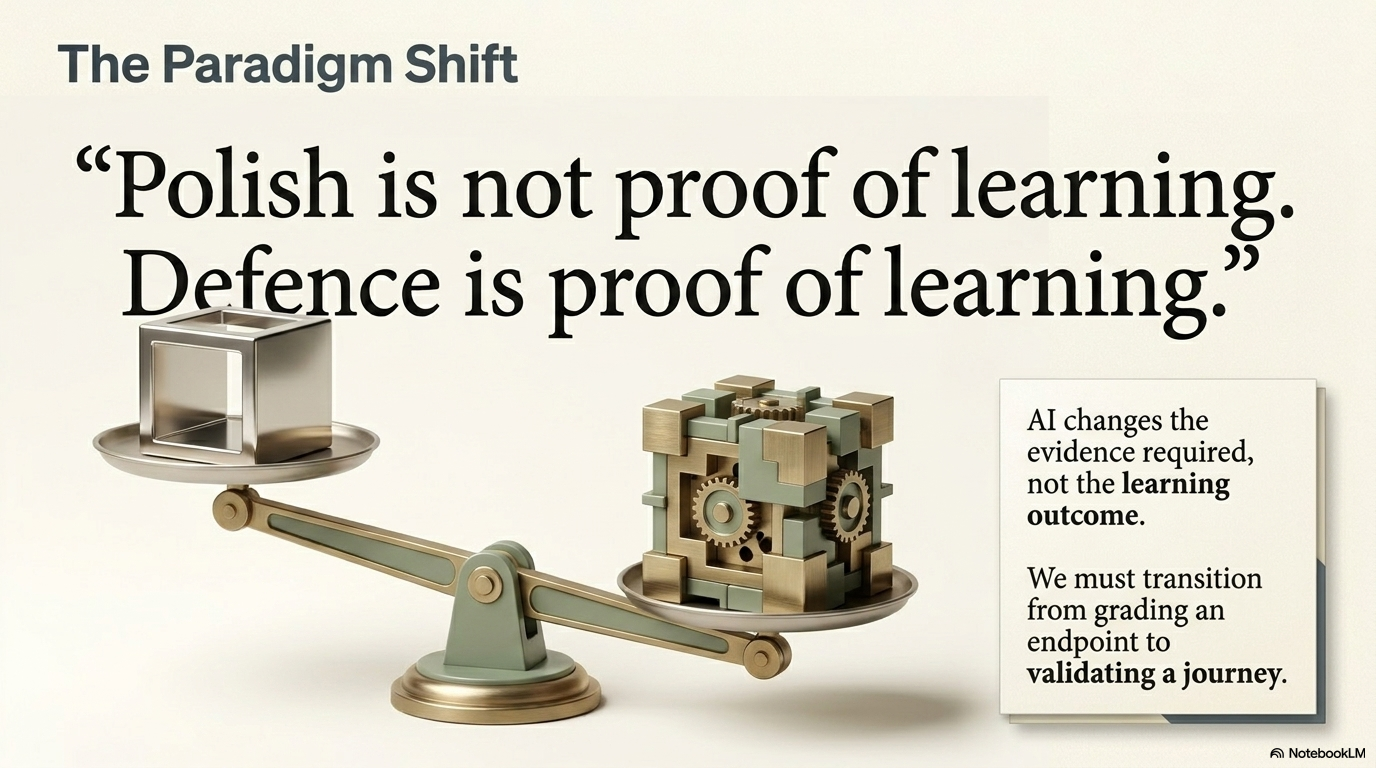 The Paradigm Shift
“Polish is not proof of learning.
Defence is proof of learning.”
AI changes the
evidence required,
not the learning
outcome.
We must transition
from grading an
endpoint to
validating a journey.
NotebookLM